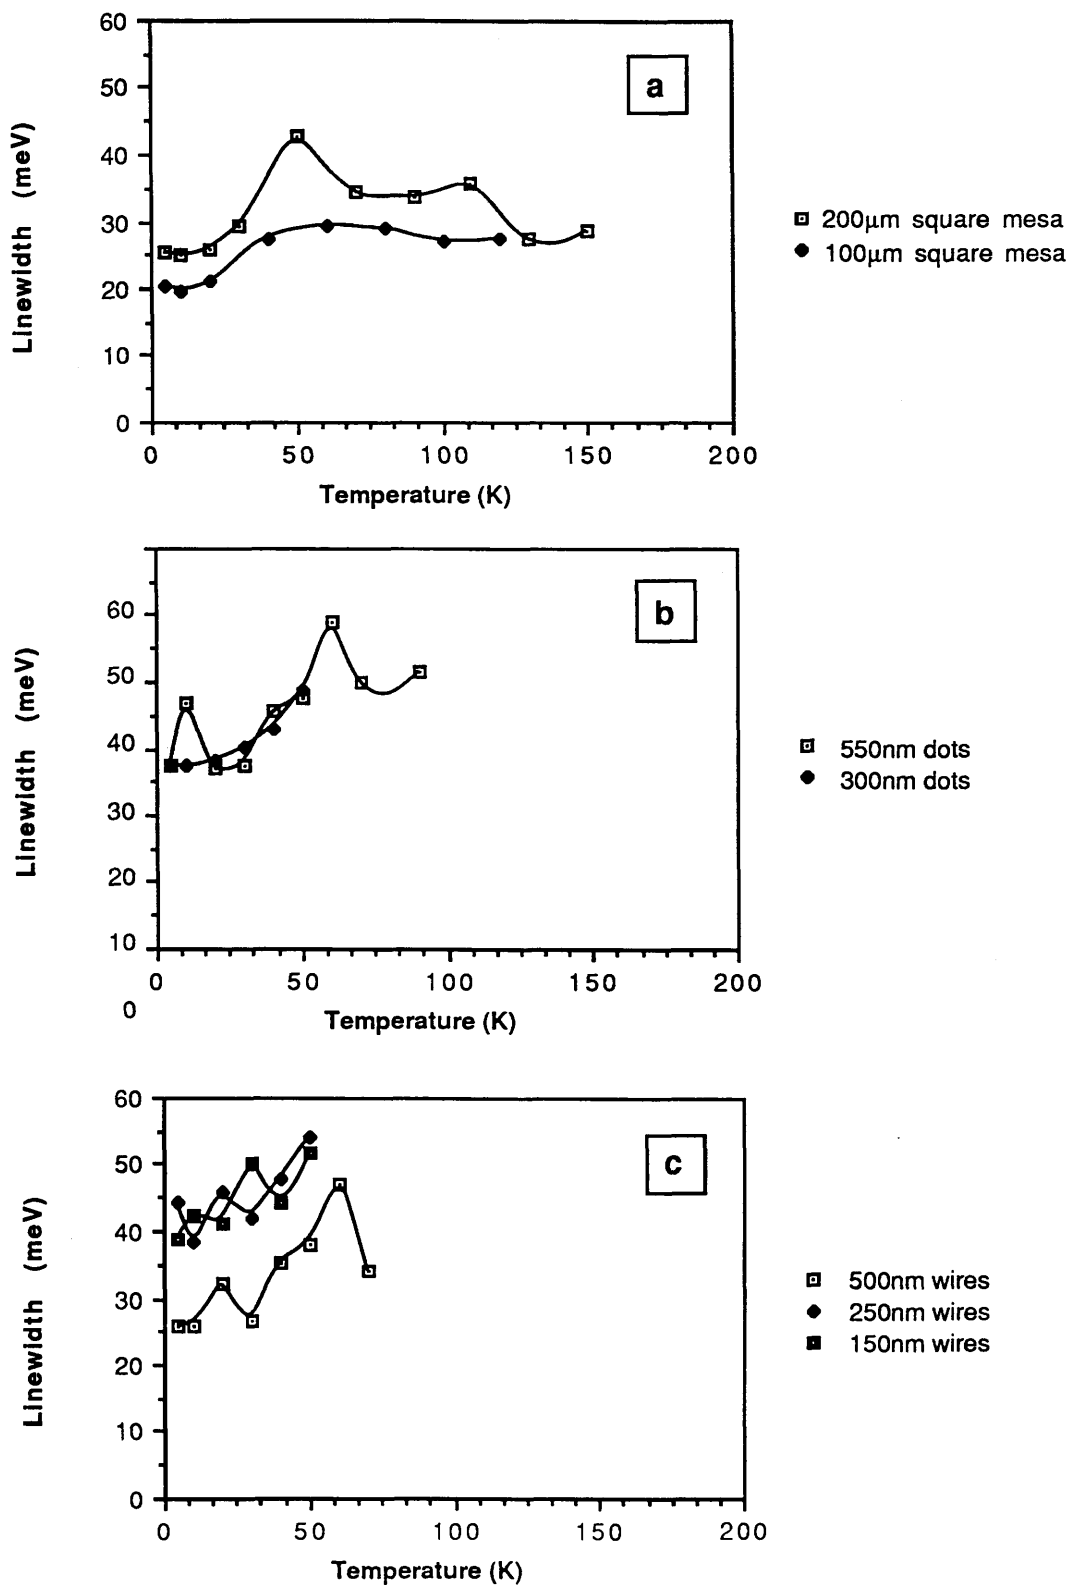 60
50
40
30
20
10
0
Linewidth (meV)
a
0 50 100 150 200
Temperature (K)
200μm square mesa
100μm square mesa
60
50
40
30
20
10
0
Linewidth (meV)
b
0 50 100 150 200
Temperature (K)
550nm dots
300nm dots
60
50
40
30
20
10
0
Linewidth (meV)
c
0 50 100 150 200
Temperature (K)
500nm wires
250nm wires
150nm wires